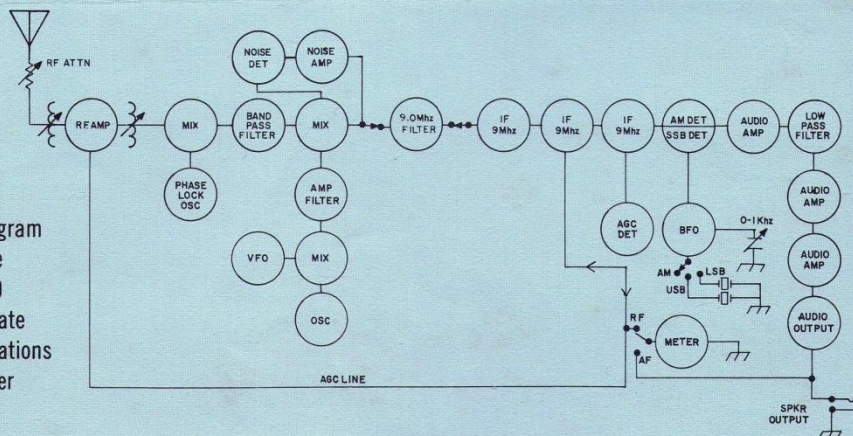 RF ATTN
RF AMP
MIX
PHASE
LOCK
OSC
BAND
PASS
FILTER
NOISE
DET
NOISE
AMP
MIX
AMP
FILTER
VFO
MIX
OSC
9.0Mhz
FILTER
IF
9Mhz
IF
9Mhz
IF
9Mhz
AGC
DET
AM DET
SSB DET
BFO
0-1Khz
AM
LSB
USB
AUDIO
AMP
LOW
PASS
FILTER
AUDIO
AMP
AUDIO
AMP
AUDIO
OUTPUT
RF
METER
AF
AGC LINE
SPKR
OUTPUT
gram
ate
ations
er